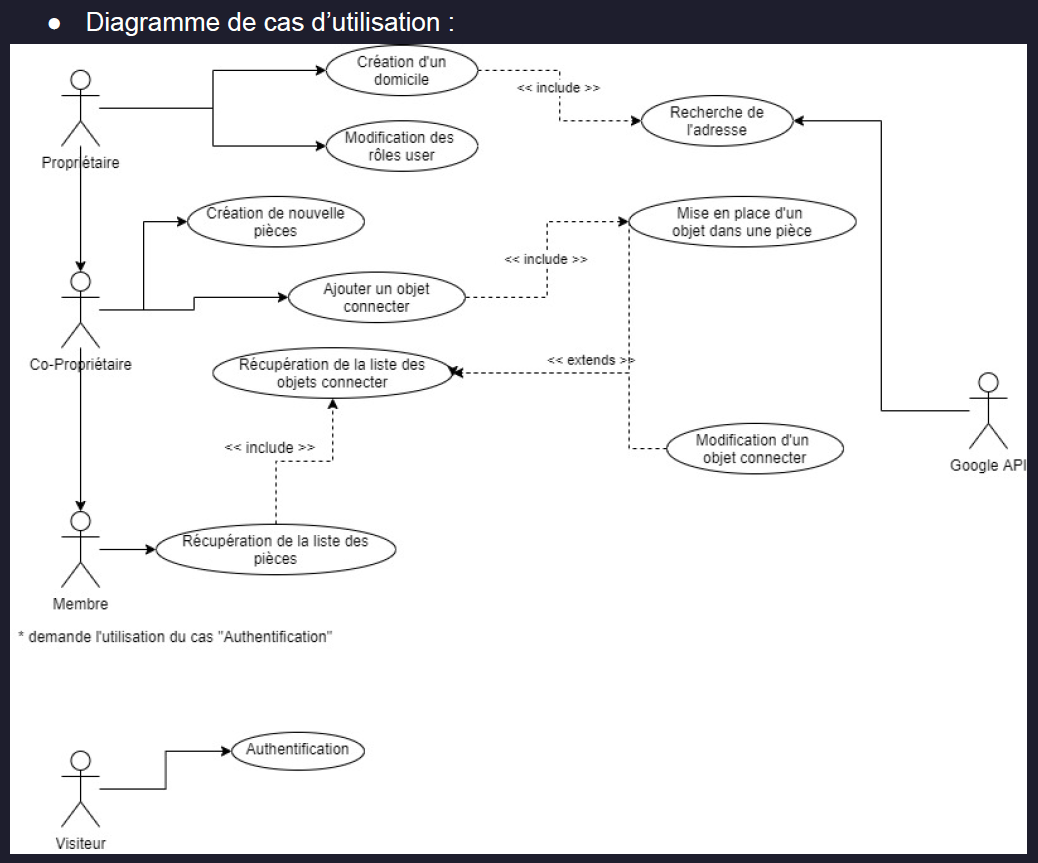 ● Diagramme de cas d’utilisation :
Création d'un
domicile
<< include >>
Recherche de
l'adresse
Modification des
rôles user
Propriétaire
Création de nouvelle
pièces
Mise en place d'un
objet dans une pièce
<< include >>
Ajouter un objet
connecter
Co-Propriétaire
Récupération de la liste des
objets connecter
<< extends >>
<< include >>
Modification d'un
objet connecter
Google API
Récupération de la liste des
pièces
Membre
* demande l'utilisation du cas "Authentification"
Authentification
Visiteur